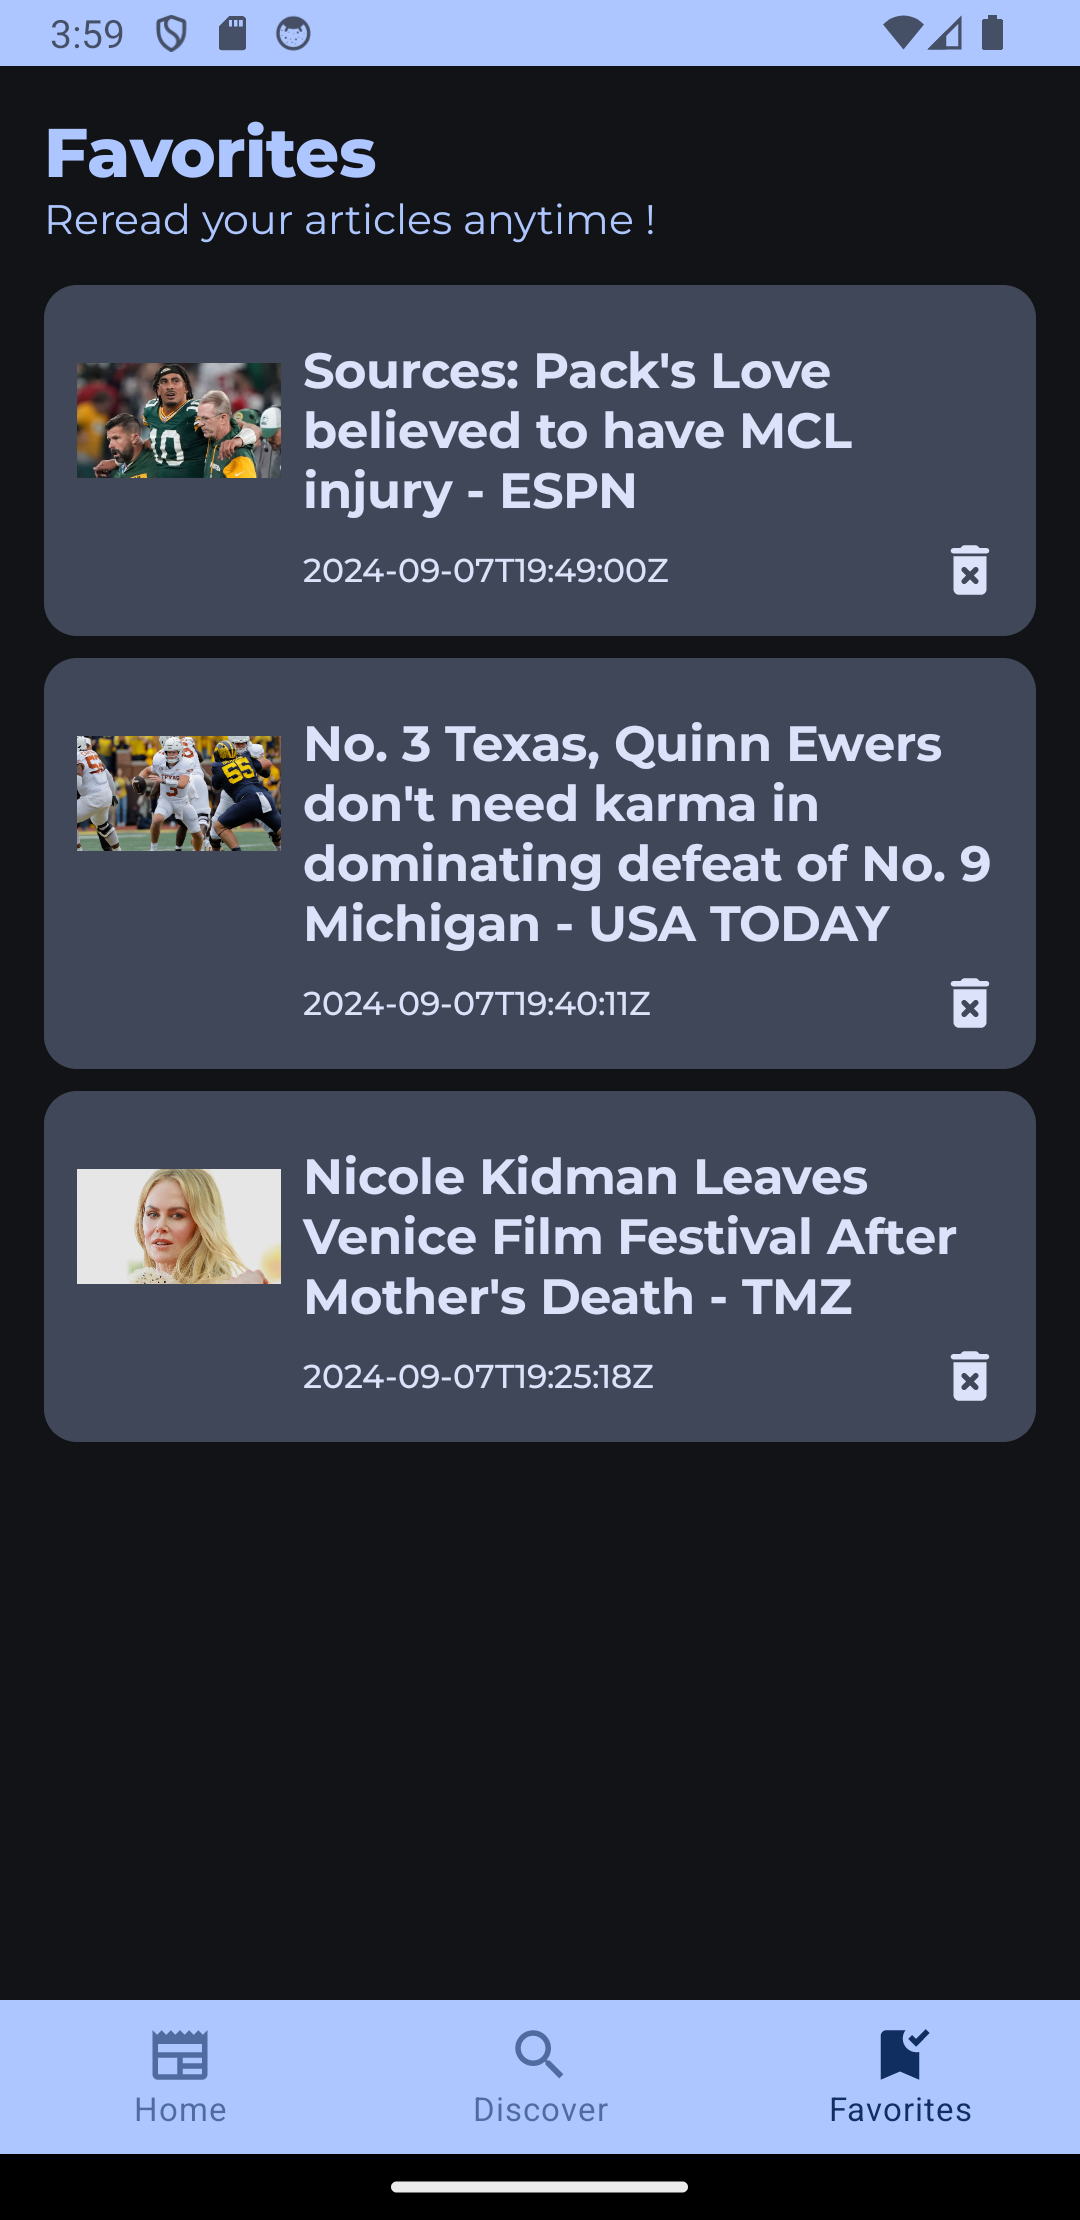 3:59
Favorites
Reread your articles anytime !
Sources: Pack's Love
believed to have MCL
injury - ESPN
2024-09-07T19:49:00Z
10
No. 3 Texas, Quinn Ewers
don't need karma in
dominating defeat of No. 9
Michigan - USA TODAY
2024-09-07T19:40:11Z
55
3
Nicole Kidman Leaves
Venice Film Festival After
Mother's Death - TMZ
2024-09-07T19:25:18Z
Home
Discover
Favorites